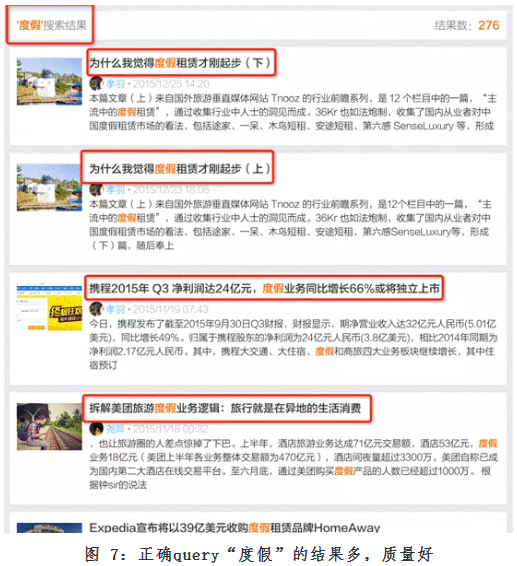 '度假'搜索结果
结果数：276
为什么我觉得度假租赁才刚起步（下）
李羽 • 2015/12/25 14:20
本篇文章（上）来自国外旅游垂直媒体网站 Tnooz 的行业前瞻系列，是 12 个栏目中的一篇，“主
流中的度假租赁”，通过收集行业中人士的洞见而成，36Kr 也如法炮制，收集了国内从业者对中
国度假租赁市场的看法，包括途家、一呆、木鸟短租、安途短租、第六感 SenseLuxury 等，形成
为什么我觉得度假租赁才刚起步（上）
李羽 • 2015/12/23 18:05
本篇文章（上）来自国外旅游垂直媒体网站 Tnooz 的行业前瞻系列，是12个栏目中的一篇，“主
流中的度假租赁”，通过收集行业中人士的洞见而成，36Kr 也如法炮制，收集了国内从业者对中
国度假租赁市场的看法，包括途家、一呆、木鸟短租、安途短租、第六感SenseLuxury等，形成
（下）篇，随后奉上
携程2015年 Q3 净利润达24亿元，度假业务同比增长66%或将独立上市
李羽 • 2015/11/19 07:43
今日，携程发布了截至2015年9月30日Q3财报，财报显示，期净营业收入达32亿元人民币(5.01亿
美元)，同比增长49%。归属于携程股东的净利润为24亿元人民币(3.8亿美元)，相比2014年同期为
净利润2.17亿元人民币。其中，携程大交通、大住宿、度假和商旅四大业务板块继续增长，其中住
宿预订
拆解美团旅游度假业务逻辑：旅行就是在异地的生活消费
• 2015/11/18 00:32
，也让旅游圈的人差点惊掉了下巴。上半年，酒店旅游业务达成71亿元交易额，酒店53亿元，度假
业务18亿元（美团上半年各业务整体交易额为470亿元），酒店间夜量超过3300万。美团自称已成
为国内第二大酒店在线交易平台。至六月底，通过美团购买度假产品的人数已经超过1000万。 根
据钟sir的说法
Expedia宣布将以39亿美元收购度假租赁品牌HomeAway
图 7：正确query“度假”的结果多，质量好